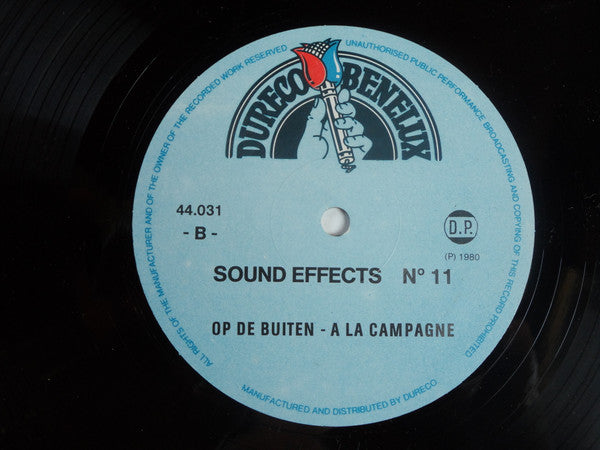 ALL RIGHTS OF THE MANUFACTURER AND OF THE OWNER OF THE RECORDED WORK RESERVED
UNAUTHORISED PUBLIC PERFORMANCE BROADCASTING AND COPYING OF THIS RECORD PROHIBITED
DURECO BENELUX
44.031
- B -
D.P.
(P) 1980
SOUND EFFECTS N° 11
OP DE BUITEN - A LA CAMPAGNE
MANUFACTURED AND DISTRIBUTED BY DURECO